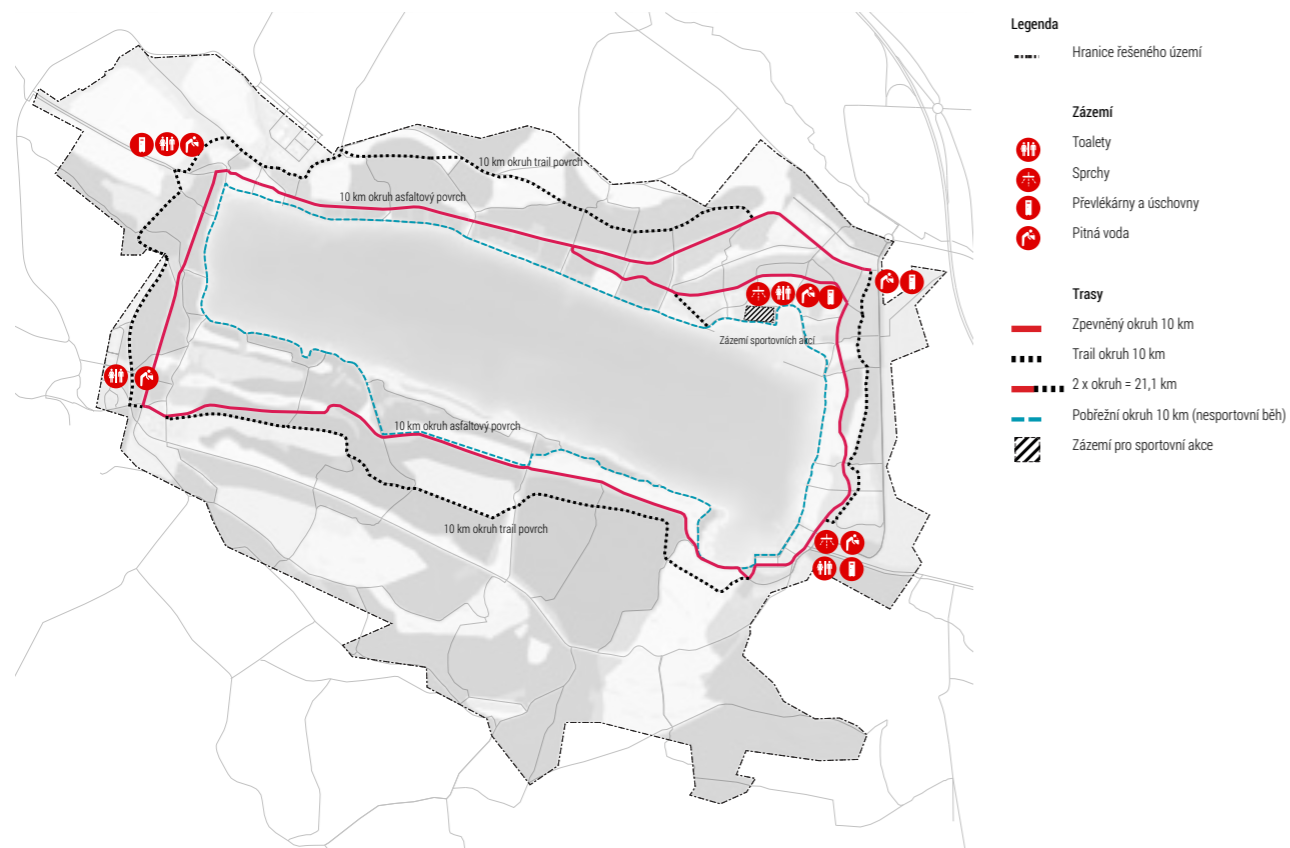 10 km okruh trail povrch
10 km okruh asfaltový povrch
Zázemí sportovních akcí
10 km okruh asfaltový povrch
10 km okruh trail povrch
Legenda
Hranice řešeného území
Zázemí
Toalety
Sprchy
Převlékárny a úschovny
Pitná voda
Trasy
Zpevněný okruh 10 km
Trail okruh 10 km
2 x okruh = 21,1 km
Pobřežní okruh 10 km (nesportovní běh)
Zázemí pro sportovní akce